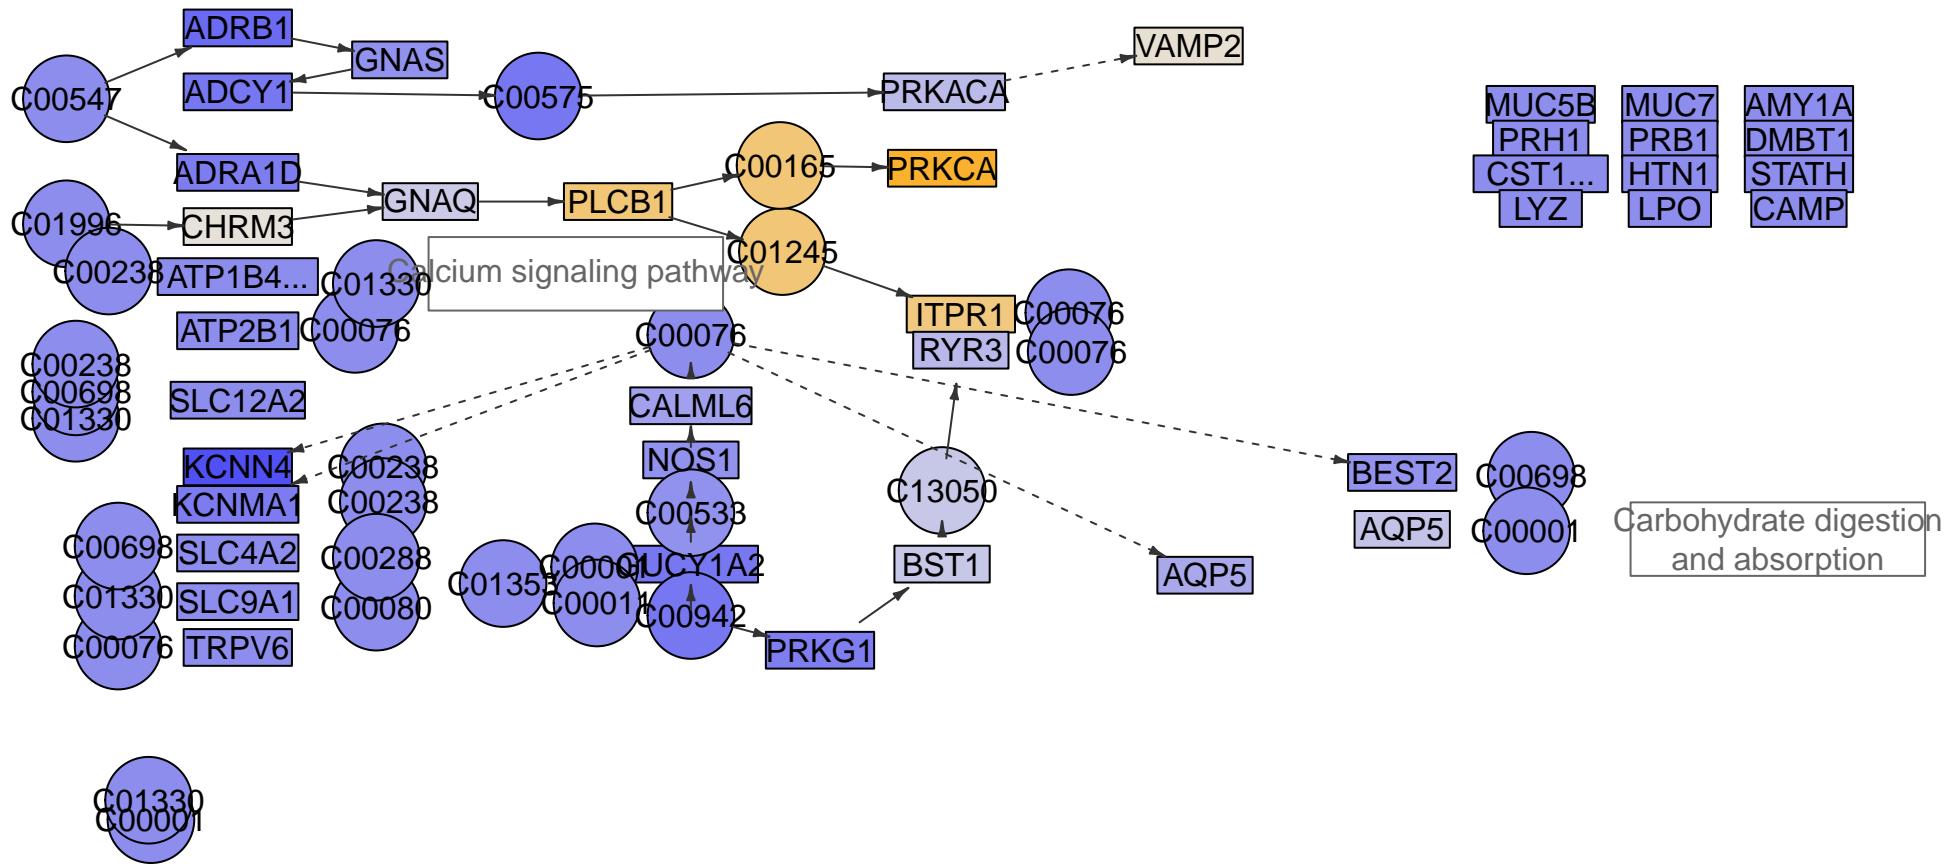 ADRB1
GNAS
VAMP2
C00547
ADCY1
C00575
PRKACA
MUC5B
MUC7
AMY1A
PRH1
PRB1
DMBT1
ADRA1D
C00165
PRKCA
CST1...
HTN1
STATH
GNAQ
PLCB1
LYZ
LPO
CAMP
C01996
CHRM3
C01245
C00238
ATP1B4...
C01330
Calcium signaling pathway
ATP2B1
C00076
C00076
ITPR1
C00076
RYR3
C00076
C00238
C00698
C01330
SLC12A2
CALML6
KCNN4
C00238
NOS1
BEST2
C00698
KCNMA1
C00238
C00533
C13050
AQP5
C00001
Carbohydrate digestion
and absorption
C00698
SLC4A2
C00288
C01353
C00001
GUCY1A2
BST1
AQP5
C01330
SLC9A1
C00080
C00011
C00942
C00076
TRPV6
PRKG1
C01330
C00001